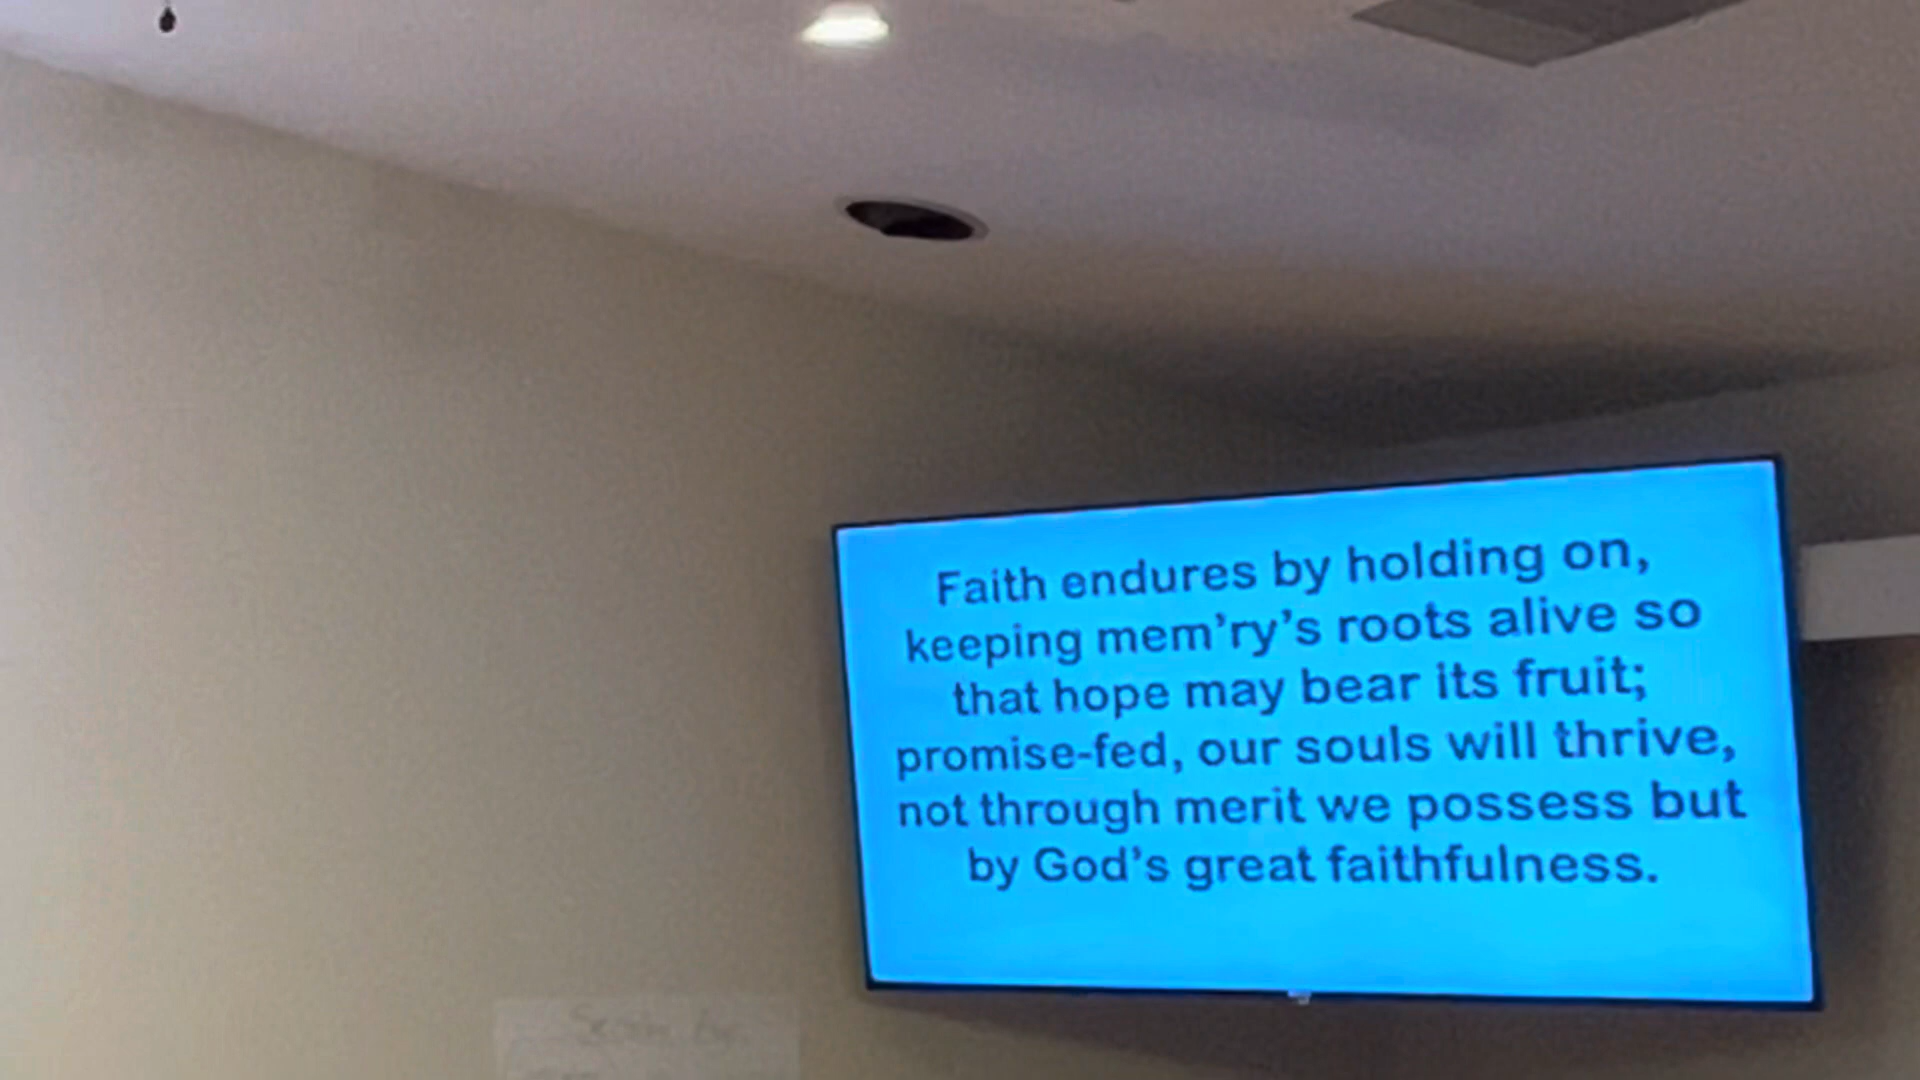 Faith endures by holding on,
keeping mem’ry’s roots alive so
that hope may bear its fruit;
promise-fed, our souls will thrive,
not through merit we possess but
by God’s great faithfulness.